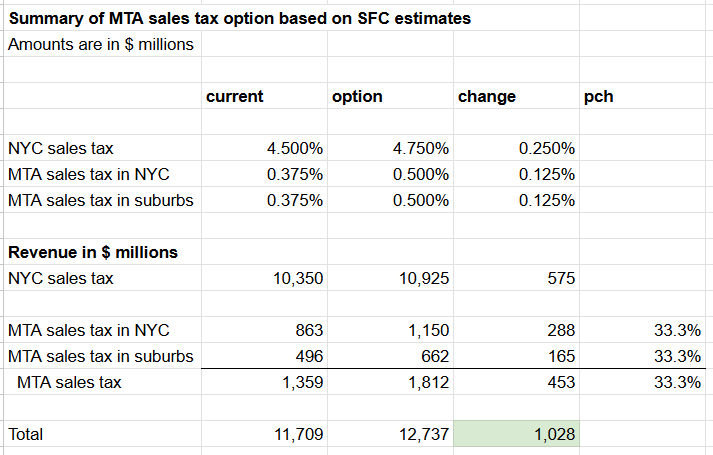 Summary of MTA sales tax option based on SFC estimates
Amounts are in $ millions
current option change pch
NYC sales tax 4.500% 4.750% 0.250%
MTA sales tax in NYC 0.375% 0.500% 0.125%
MTA sales tax in suburbs 0.375% 0.500% 0.125%
Revenue in $ millions
NYC sales tax 10,350 10,925 575
MTA sales tax in NYC 863 1,150 288 33.3%
MTA sales tax in suburbs 496 662 165 33.3%
MTA sales tax 1,359 1,812 453 33.3%
Total 11,709 12,737 1,028